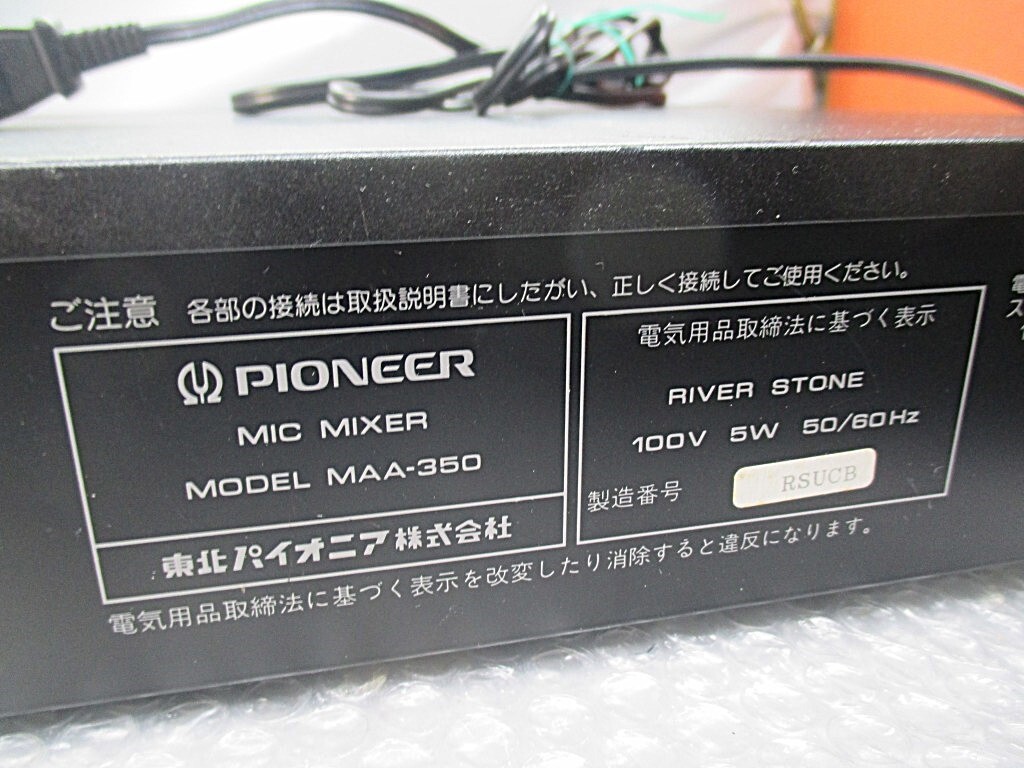 ご注意 各部の接続は取扱説明書にしたがい、正しく接続してご使用ください。
PIONEER
MIC MIXER
MODEL MAA-350
東北パイオニア株式会社
電気用品取締法に基づく表示
RIVER STONE
100V 5W 50/60Hz
製造番号 RSUCB
電気用品取締法に基づく表示を改変したり消除すると違反になります。
電
ス